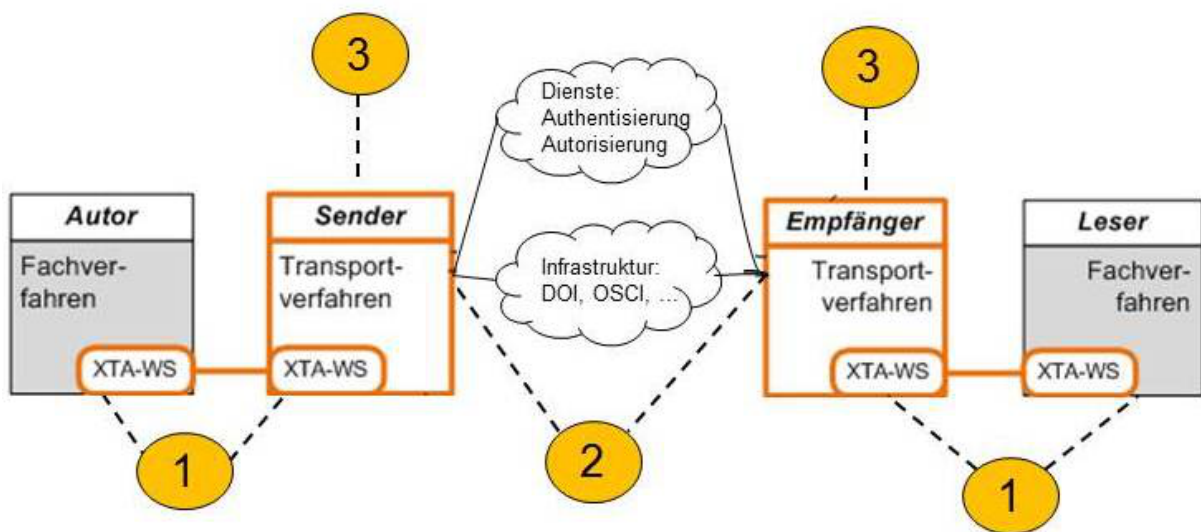 3
3
Dienste:
Authentisierung
Autorisierung
Autor
Fachver-
fahren
XTA-WS
Sender
Transport-
verfahren
XTA-WS
Infrastruktur:
DOI, OSCI, ...
Empfänger
Transport-
verfahren
XTA-WS
Leser
Fachver-
fahren
XTA-WS
1
2
1